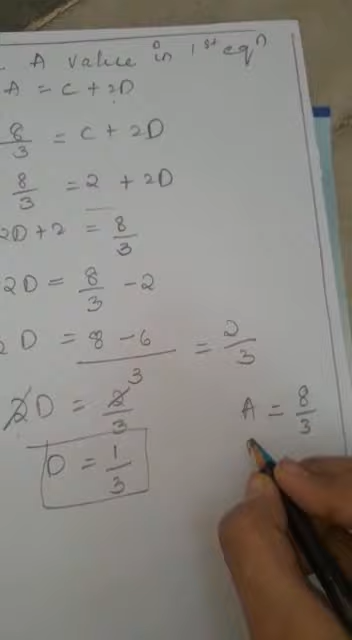 A value in 1st eqn
A = C + 2D
8/3 = C + 2D
8/3 = 2 + 2D
2D + 2 = 8/3
2D = 8/3 - 2
2D = 8 - 6/3 = 2/3
2D = 2/3
D = 1/3
A = 8/3